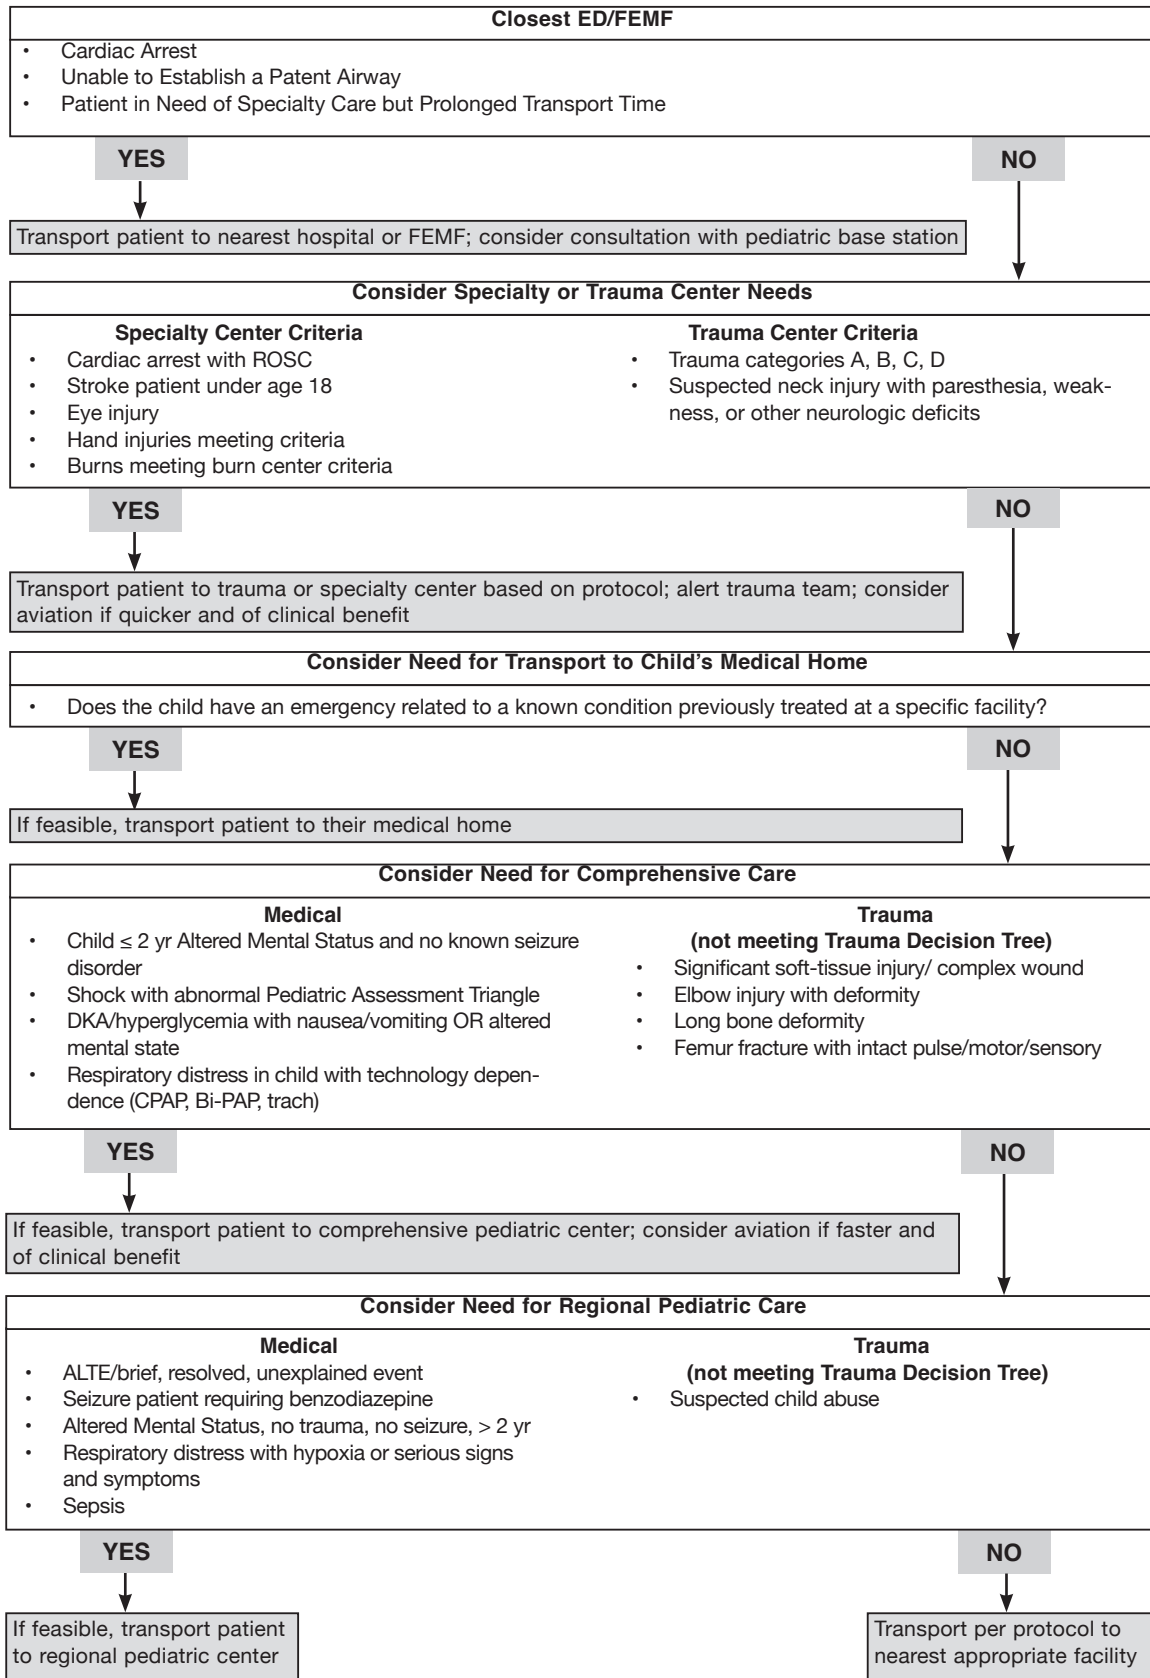 Closest ED/FEMF
• Cardiac Arrest
• Unable to Establish a Patent Airway
• Patient in Need of Specialty Care but Prolonged Transport Time
YES
NO
Transport patient to nearest hospital or FEMF; consider consultation with pediatric base station
Consider Specialty or Trauma Center Needs
Specialty Center Criteria
• Cardiac arrest with ROSC
• Stroke patient under age 18
• Eye injury
• Hand injuries meeting criteria
• Burns meeting burn center criteria
Trauma Center Criteria
• Trauma categories A, B, C, D
• Suspected neck injury with paresthesia, weak-
ness, or other neurologic deficits
YES
NO
Transport patient to trauma or specialty center based on protocol; alert trauma team; consider
aviation if quicker and of clinical benefit
Consider Need for Transport to Child's Medical Home
• Does the child have an emergency related to a known condition previously treated at a specific facility?
YES
NO
If feasible, transport patient to their medical home
Consider Need for Comprehensive Care
Medical
• Child ≤ 2 yr Altered Mental Status and no known seizure
disorder
• Shock with abnormal Pediatric Assessment Triangle
• DKA/hyperglycemia with nausea/vomiting OR altered
mental state
• Respiratory distress in child with technology depen-
dence (CPAP, Bi-PAP, trach)
Trauma
(not meeting Trauma Decision Tree)
• Significant soft-tissue injury/ complex wound
• Elbow injury with deformity
• Long bone deformity
• Femur fracture with intact pulse/motor/sensory
YES
NO
If feasible, transport patient to comprehensive pediatric center; consider aviation if faster and
of clinical benefit
Consider Need for Regional Pediatric Care
Medical
• ALTE/brief, resolved, unexplained event
• Seizure patient requiring benzodiazepine
• Altered Mental Status, no trauma, no seizure, > 2 yr
• Respiratory distress with hypoxia or serious signs
and symptoms
• Sepsis
Trauma
(not meeting Trauma Decision Tree)
• Suspected child abuse
YES
NO
If feasible, transport patient
to regional pediatric center
Transport per protocol to
nearest appropriate facility